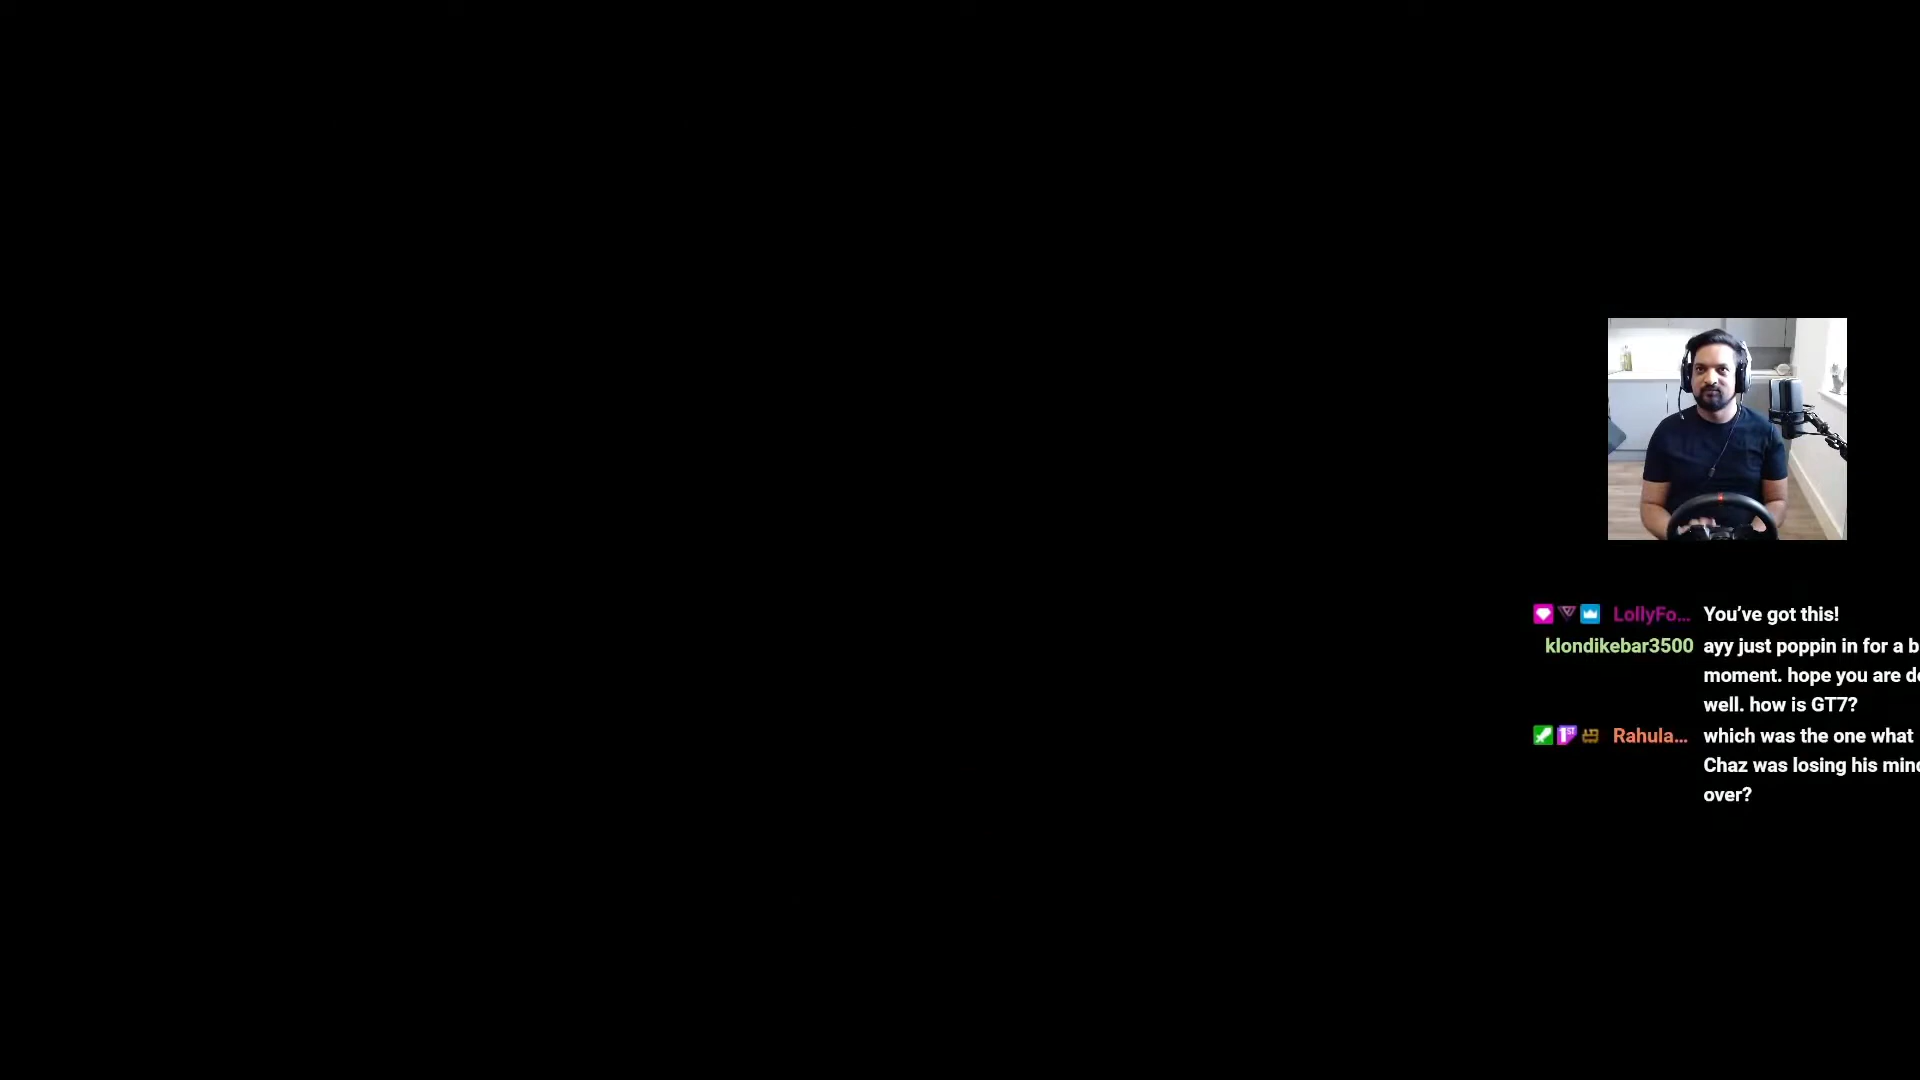 LollyFo... You’ve got this!
klondikebar3500 ayy just poppin in for a b
moment. hope you are d
well. how is GT7?
1ST Rahula... which was the one what
Chaz was losing his min
over?